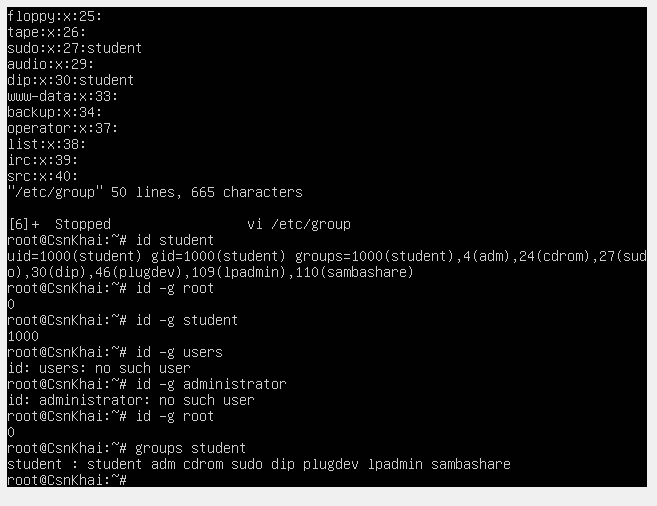 floppy:x:25:
tape:x:26:
sudo:x:27:student
audio:x:29:
dip:x:30:student
www-data:x:33:
backup:x:34:
operator:x:37:
list:x:38:
irc:x:39:
src:x:40:
"/etc/group" 50 lines, 665 characters
[6]+  Stopped                 vi /etc/group
root@CsnKhai:~# id student
uid=1000(student) gid=1000(student) groups=1000(student),4(adm),24(cdrom),27(sud
o),30(dip),46(plugdev),109(lpadmin),110(sambashare)
root@CsnKhai:~# id -g root
0
root@CsnKhai:~# id -g student
1000
root@CsnKhai:~# id -g users
id: users: no such user
root@CsnKhai:~# id -g administrator
id: administrator: no such user
root@CsnKhai:~# id -g root
0
root@CsnKhai:~# groups student
student : student adm cdrom sudo dip plugdev lpadmin sambashare
root@CsnKhai:~#